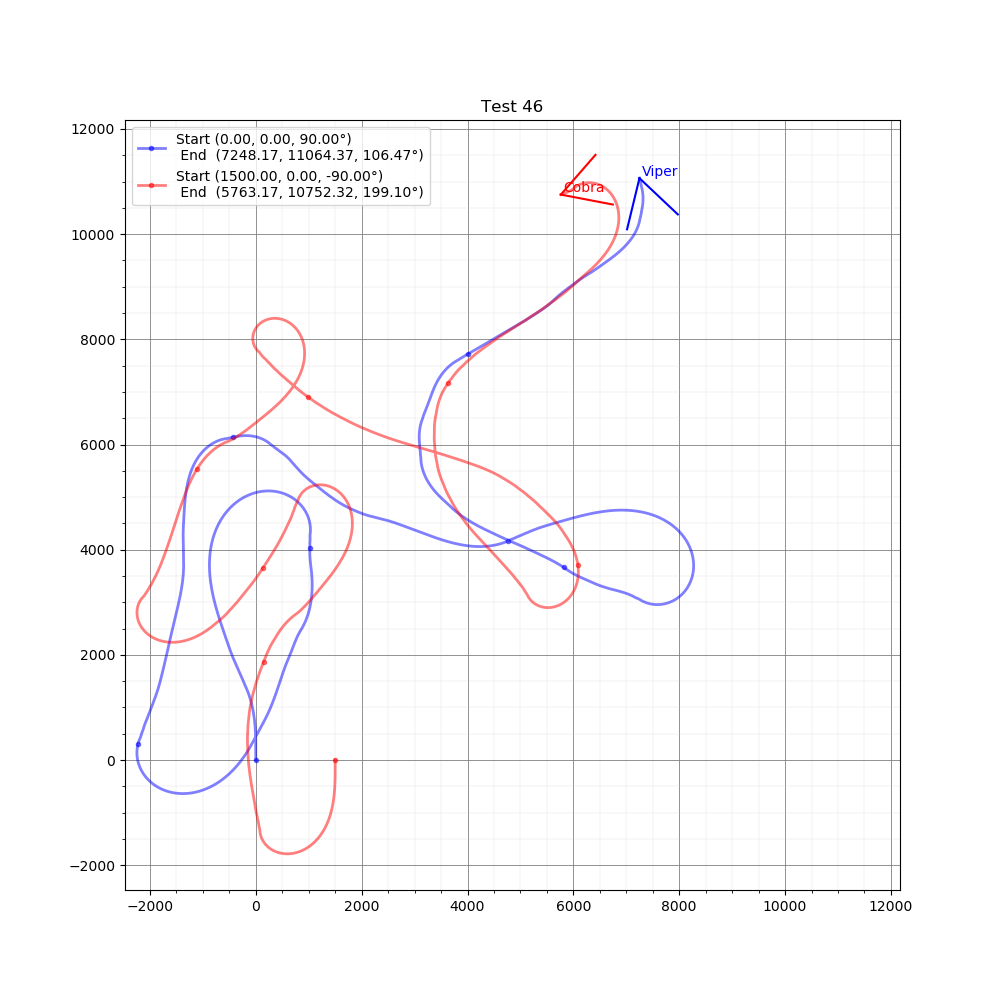 Test 46
Start (0.00, 0.00, 90.00°)
End (7248.17, 11064.37, 106.47°)
Start (1500.00, 0.00, -90.00°)
End (5763.17, 10752.32, 199.10°)
Viper
Cobra
12000
10000
8000
6000
4000
2000
0
−2000
−2000 0 2000 4000 6000 8000 10000 12000